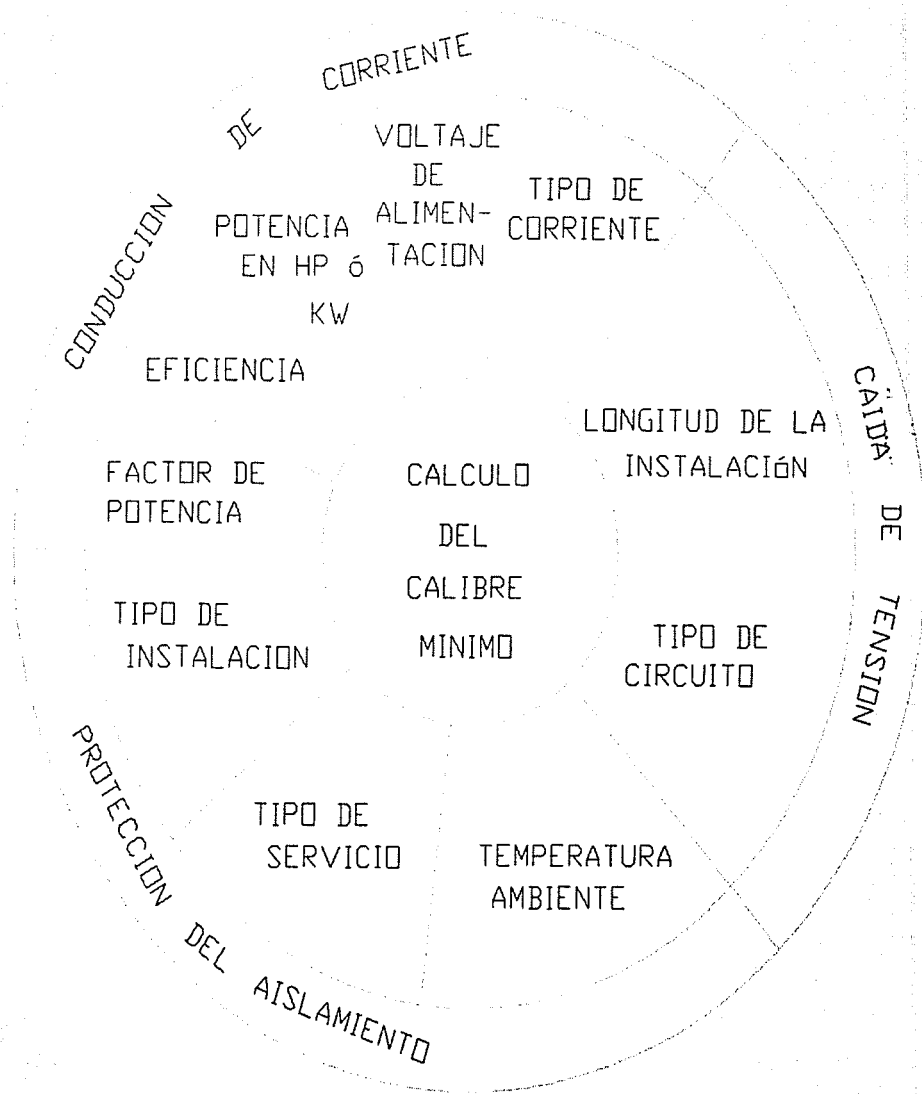 CONDUCCION DE CORRIENTE
VOLTAJE
DE
ALIMEN-
TACION
TIPO DE
CORRIENTE
POTENCIA
EN HP ó
KW
EFICIENCIA
FACTOR DE
POTENCIA
TIPO DE
INSTALACION
CALCULO
DEL
CALIBRE
MINIMO
LONGITUD DE LA
INSTALACIóN
TIPO DE
CIRCUITO
CAIDA DE TENSION
TIPO DE
SERVICIO
TEMPERATURA
AMBIENTE
PROTECCION DEL AISLAMIENTO